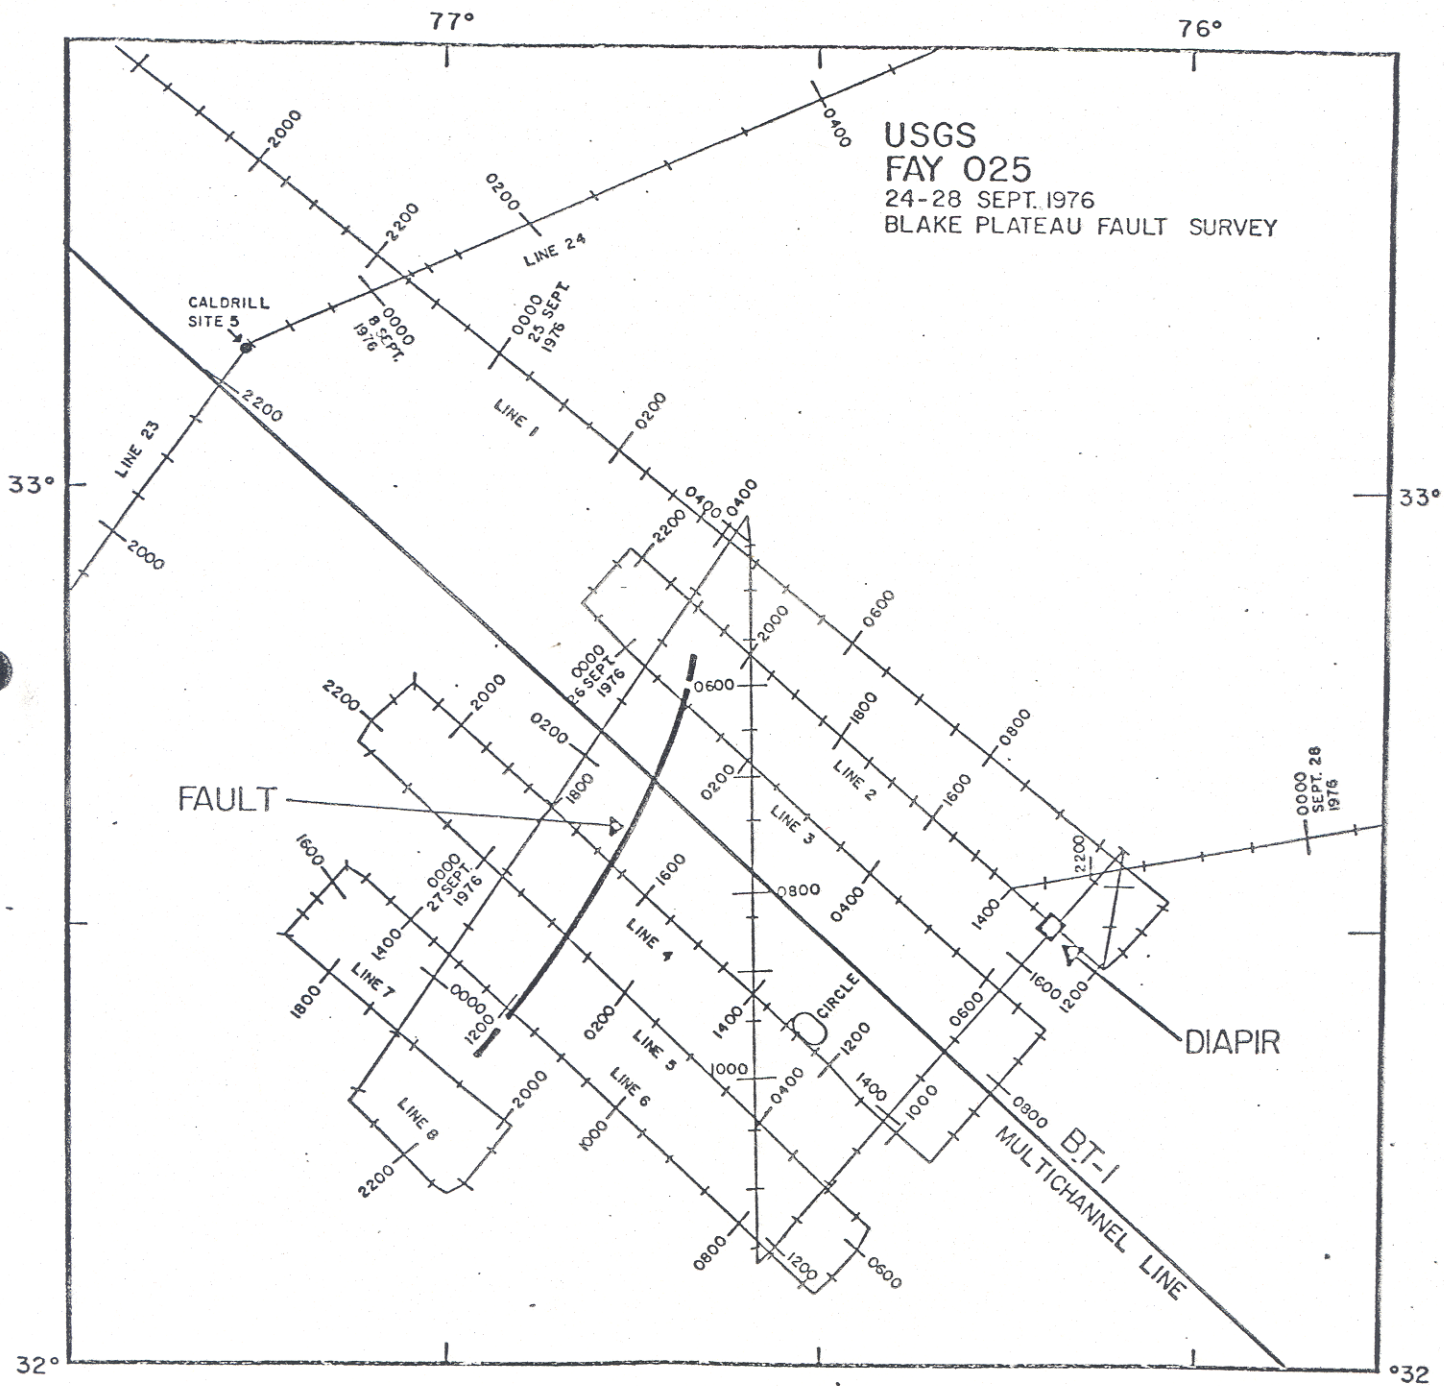 77°
76°
USGS
FAY 025
24-28 SEPT. 1976
BLAKE PLATEAU FAULT SURVEY
2000
0400
0200
2200
LINE 24
CALDRILL
SITE 5
0000
8 SEPT.
1976
0000
25 SEPT.
1976
2200
LINE 1
0200
LINE 23
33°
33°
2000
0400
0400
2200
0600
2000
0000
26 SEPT.
1976
0600
2200
2000
0200
1800
0800
LINE 2
1600
0000
SEPT. 28
1976
FAULT
1800
0200
LINE 3
2200
1600
0000
27 SEPT.
1976
1600
0800
0400
1400
1400
LINE 4
LINE 7
1800
0000
1200
0200
1400
CIRCLE
0600
1600
1200
DIAPIR
LINE 5
1200
1000
0400
1400
1000
0800
LINE 6
2000
LINE 8
1000
2200
BT-1
MULTICHANNEL LINE
0800
1200
0600
32°
°32